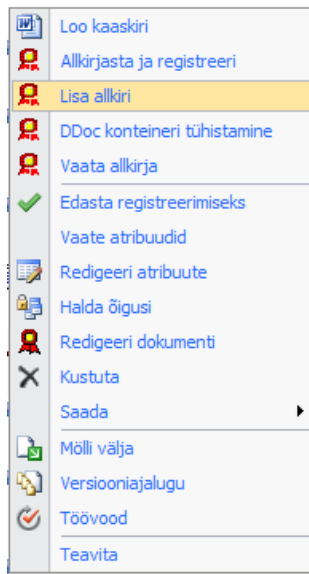 Loo kaaskiri
Allkirjasta ja registreeri
Lisa allkiri
DDoc konteineri tühistamine
Vaata allkirja
Edasta registreerimiseks
Vaate atribuudid
Redigeeri atribuute
Halda õigusi
Redigeeri dokumenti
Kustuta
Saada
Mölli välja
Versiooniajalugu
Töövood
Teavita